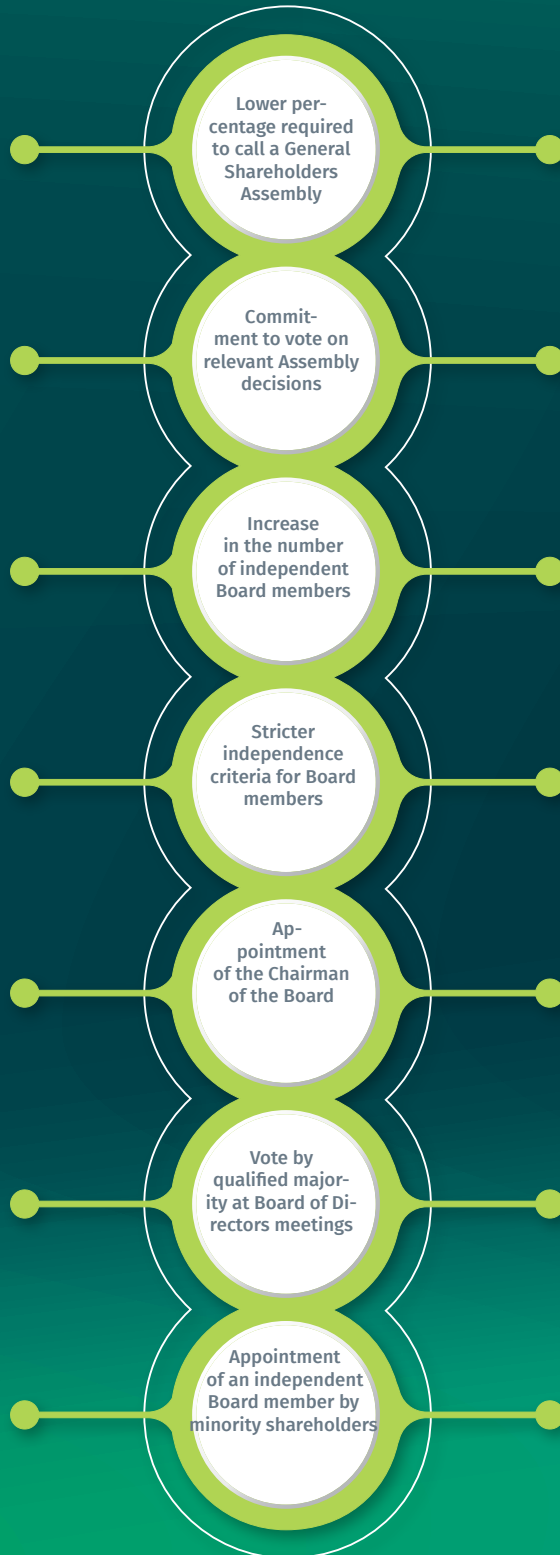 Lower per-
centage required
to call a General
Shareholders
Assembly
Commit-
ment to vote on
relevant Assembly
decisions
Increase
in the number
of independent
Board members
Stricter
independence
criteria for Board
members
Ap-
pointment
of the Chairman
of the Board
Vote by
qualified major-
ity at Board of Di-
rectors meetings
Appointment
of an independent
Board member by
minority shareholders